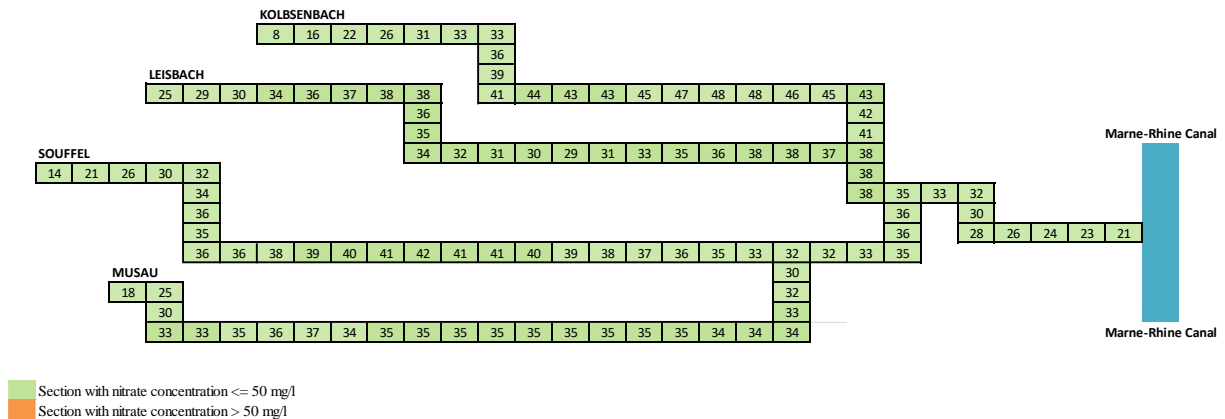 KOLBSENBACH
8 16 22 26 31 33 33
36
LEISBACH
39
25 29 30 34 36 37 38 38
41 44 43 43 45 47 48 48 46 45 43
36
42
35
41
Marne-Rhine Canal
34 32 31 30 29 31 33 35 36 38 38 37 38
SOUFFEL
14 21 26 30 32
38
34
38 35 33 32
36
36
30
35
36
28 26 24 23 21
36 36 38 39 40 41 42 41 41 40 39 38 37 36 35 33 32 32 33 35
MUSAU
30
18 25
32
30
33
33 33 35 36 37 34 35 35 35 35 35 35 35 35 35 34 34 34
Marne-Rhine Canal
Section with nitrate concentration <= 50 mg/l
Section with nitrate concentration > 50 mg/l